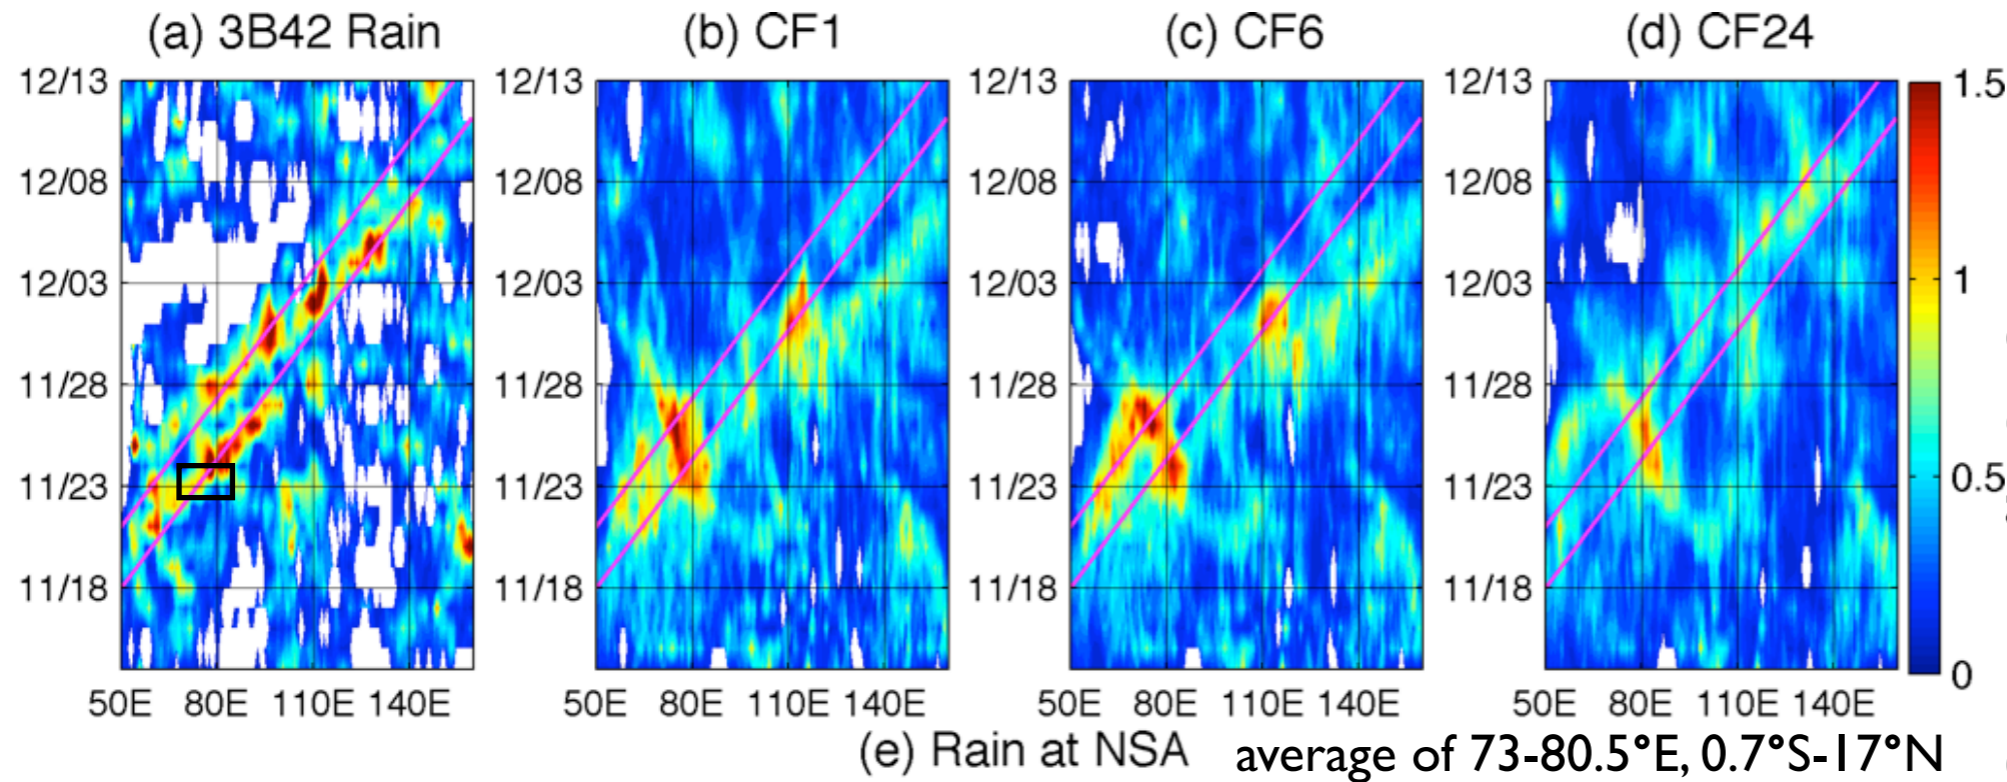 (a) 3B42 Rain (b) CF1 (c) CF6 (d) CF24
12/13 12/13 12/13 12/13 1.5
12/08 12/08 12/08 12/08
12/03 12/03 12/03 12/03 1
11/28 11/28 11/28 11/28
11/23 11/23 11/23 11/23 0.5
11/18 11/18 11/18 11/18
0
50E 80E 110E 140E 50E 80E 110E 140E 50E 80E 110E 140E 50E 80E 110E 140E
(e) Rain at NSA average of 73-80.5°E, 0.7°S-17°N